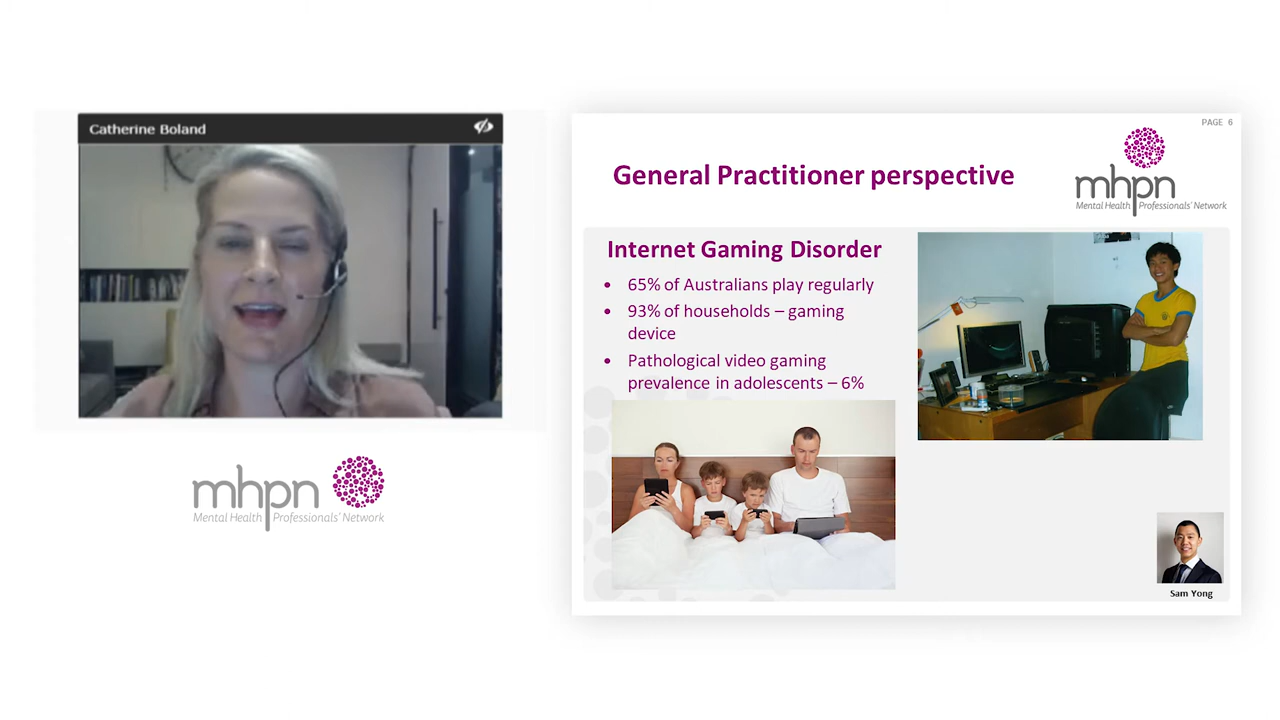 Catherine Boland
mhpn
Mental Health Professionals' Network
PAGE 6
General Practitioner perspective
mhpn
Mental Health Professionals' Network
Internet Gaming Disorder
• 65% of Australians play regularly
• 93% of households – gaming
device
• Pathological video gaming
prevalence in adolescents – 6%
Sam Yong